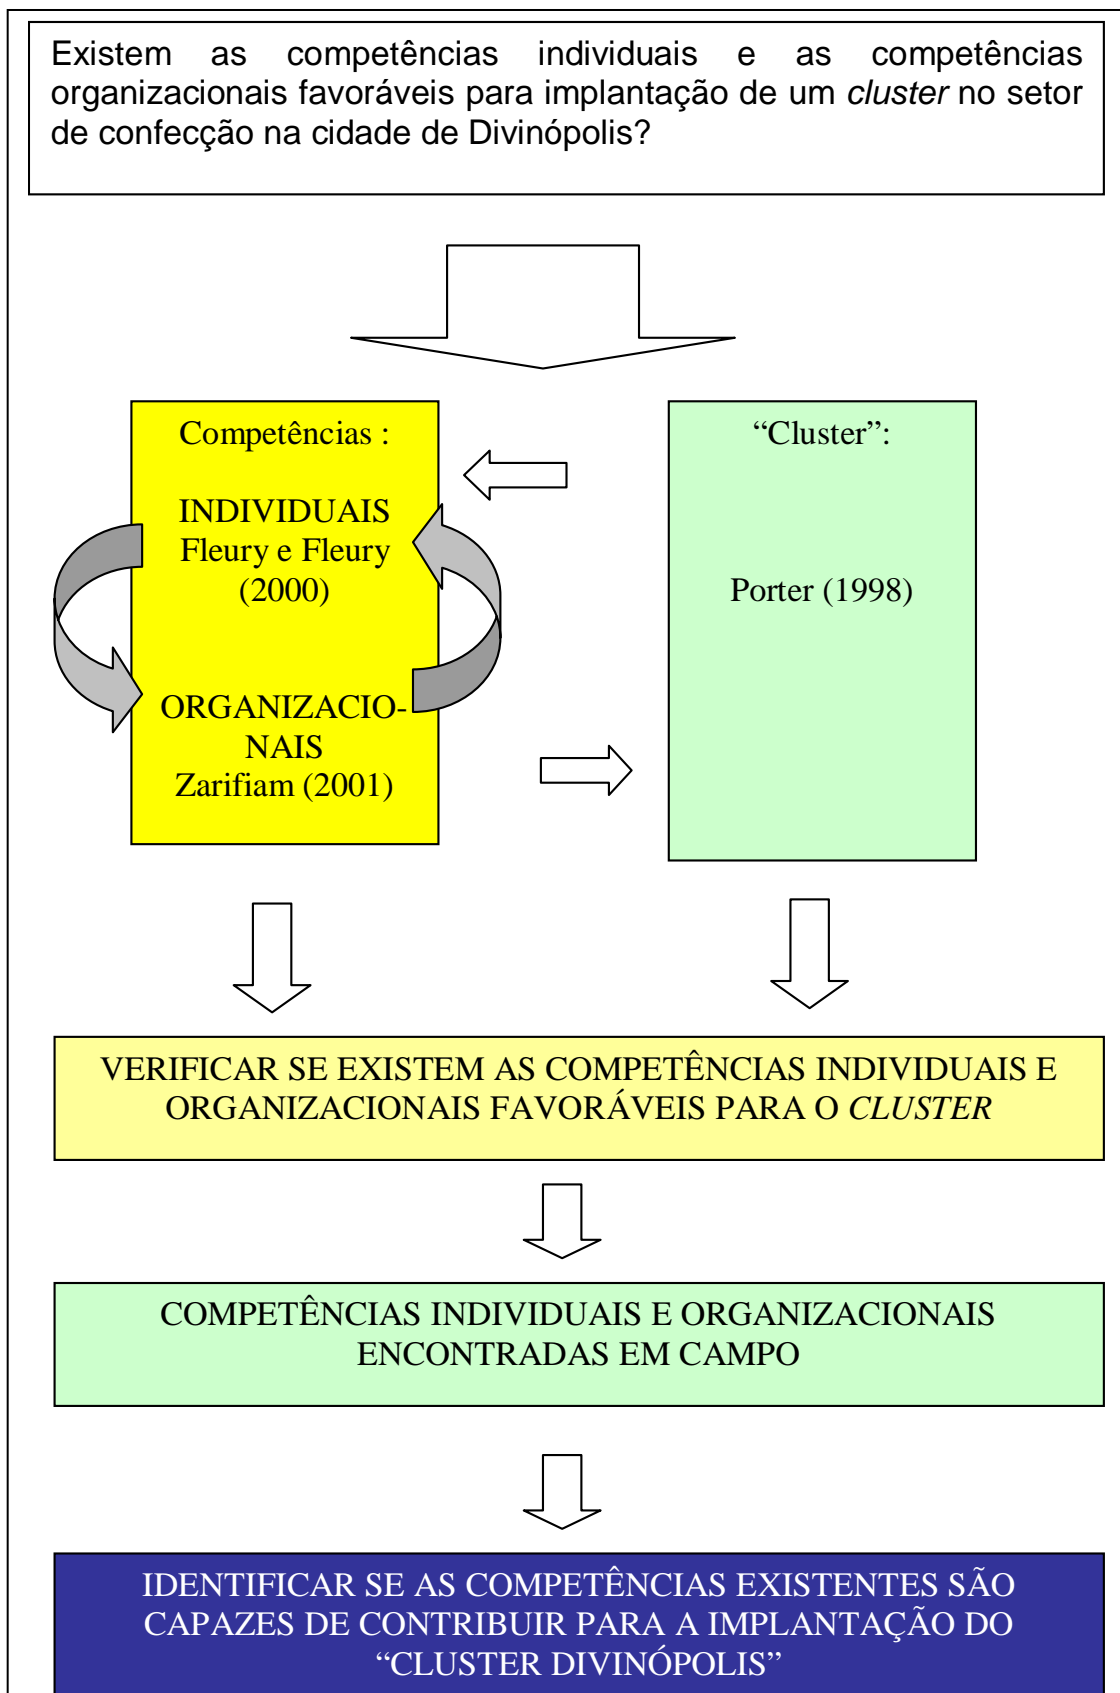 Existem as competências individuais e as competências
organizacionais favoráveis para implantação de um cluster no setor
de confecção na cidade de Divinópolis?
Competências :
INDIVIDUAIS
Fleury e Fleury
(2000)
ORGANIZACIO-
NAIS
Zarifiam (2001)
“Cluster”:
Porter (1998)
VERIFICAR SE EXISTEM AS COMPETÊNCIAS INDIVIDUAIS E
ORGANIZACIONAIS FAVORÁVEIS PARA O CLUSTER
COMPETÊNCIAS INDIVIDUAIS E ORGANIZACIONAIS
ENCONTRADAS EM CAMPO
IDENTIFICAR SE AS COMPETÊNCIAS EXISTENTES SÃO
CAPAZES DE CONTRIBUIR PARA A IMPLANTAÇÃO DO
“CLUSTER DIVINÓPOLIS”